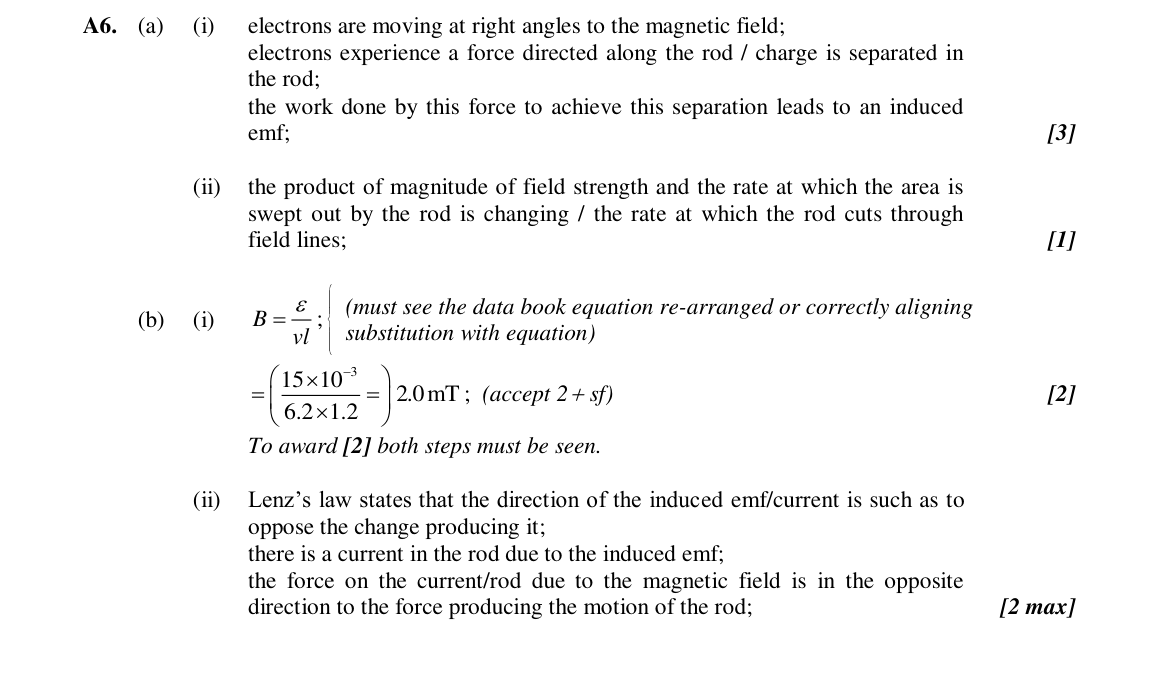 A6. (a) (i) electrons are moving at right angles to the magnetic field;
electrons experience a force directed along the rod / charge is separated in
the rod;
the work done by this force to achieve this separation leads to an induced
emf; [3]
(ii) the product of magnitude of field strength and the rate at which the area is
swept out by the rod is changing / the rate at which the rod cuts through
field lines; [1]
(b) (i) B = ε/vl ; { (must see the data book equation re-arranged or correctly aligning
substitution with equation)
= (15×10⁻³/6.2×1.2 =) 2.0 mT ; (accept 2 + sf) [2]
To award [2] both steps must be seen.
(ii) Lenz’s law states that the direction of the induced emf/current is such as to
oppose the change producing it;
there is a current in the rod due to the induced emf;
the force on the current/rod due to the magnetic field is in the opposite
direction to the force producing the motion of the rod; [2 max]